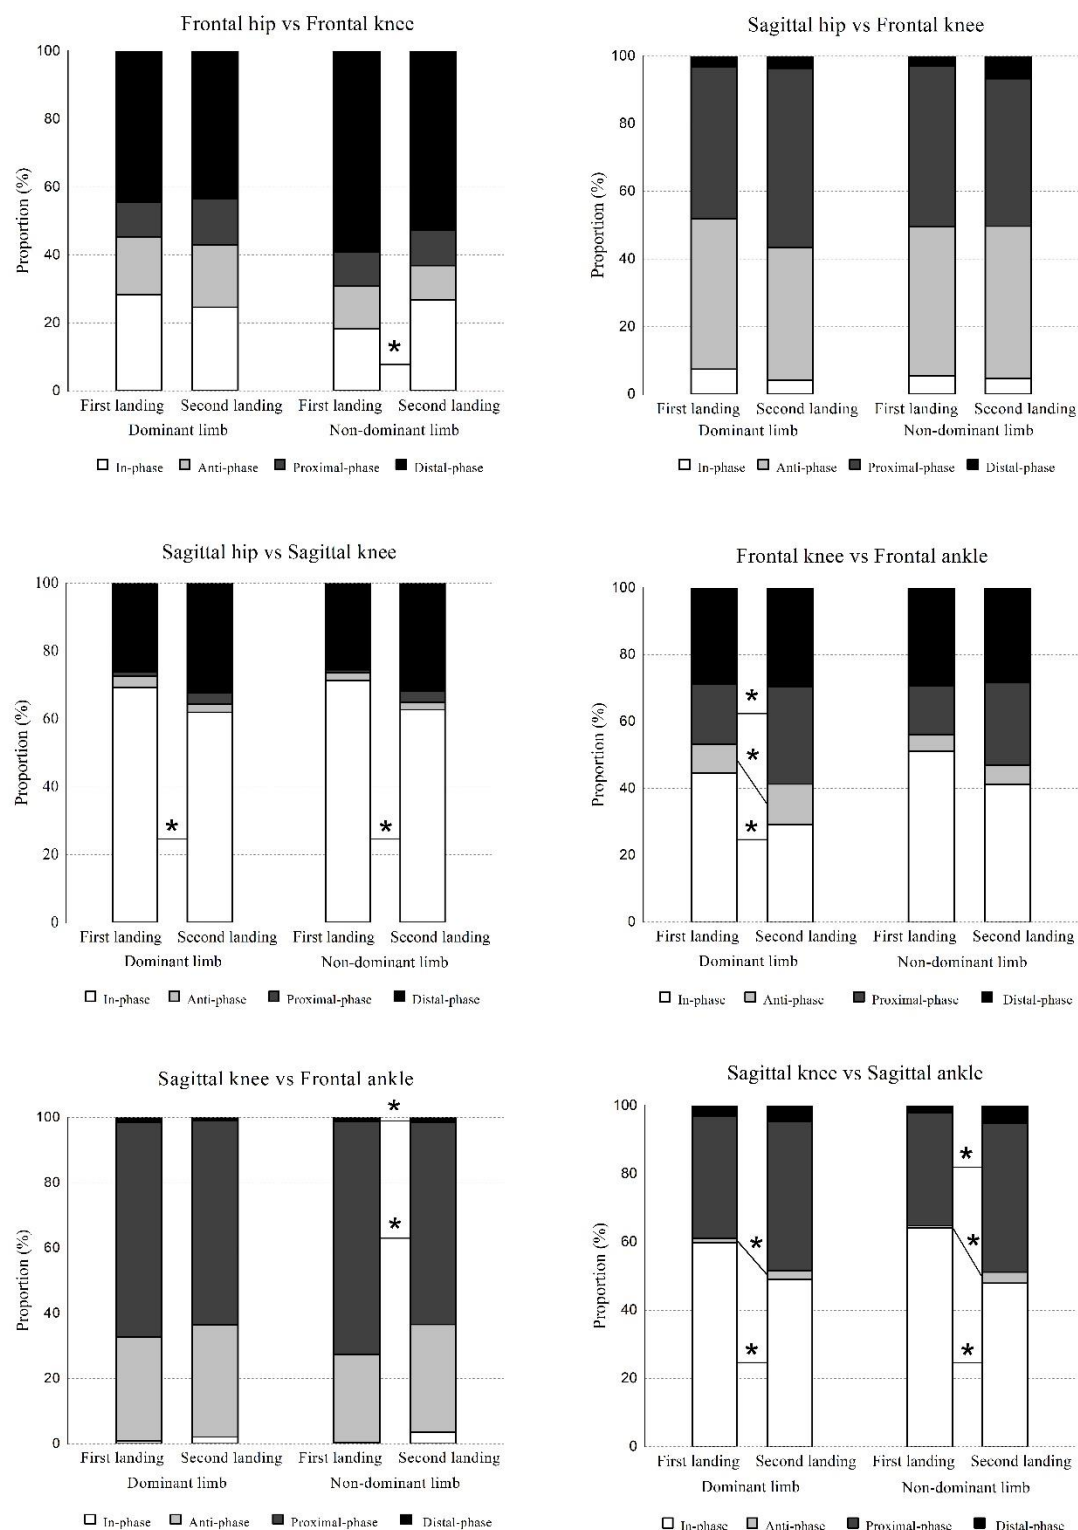 Frontal hip vs Frontal knee
Proportion (%)
100
80
60
40
20
0
*
First landing Second landing First landing Second landing
Dominant limb Non-dominant limb
In-phase Anti-phase Proximal-phase Distal-phase
Sagittal hip vs Frontal knee
Proportion (%)
100
80
60
40
20
0
First landing Second landing First landing Second landing
Dominant limb Non-dominant limb
In-phase Anti-phase Proximal-phase Distal-phase
Sagittal hip vs Sagittal knee
Proportion (%)
100
80
60
40
20
0
* *
First landing Second landing First landing Second landing
Dominant limb Non-dominant limb
In-phase Anti-phase Proximal-phase Distal-phase
Frontal knee vs Frontal ankle
Proportion (%)
100
80
60
40
20
0
*
*
*
First landing Second landing First landing Second landing
Dominant limb Non-dominant limb
In-phase Anti-phase Proximal-phase Distal-phase
Sagittal knee vs Frontal ankle
Proportion (%)
100
80
60
40
20
0
*
*
First landing Second landing First landing Second landing
Dominant limb Non-dominant limb
In-phase Anti-phase Proximal-phase Distal-phase
Sagittal knee vs Sagittal ankle
Proportion (%)
100
80
60
40
20
0
*
* *
* *
First landing Second landing First landing Second landing
Dominant limb Non-dominant limb
In-phase Anti-phase Proximal-phase Distal-phase